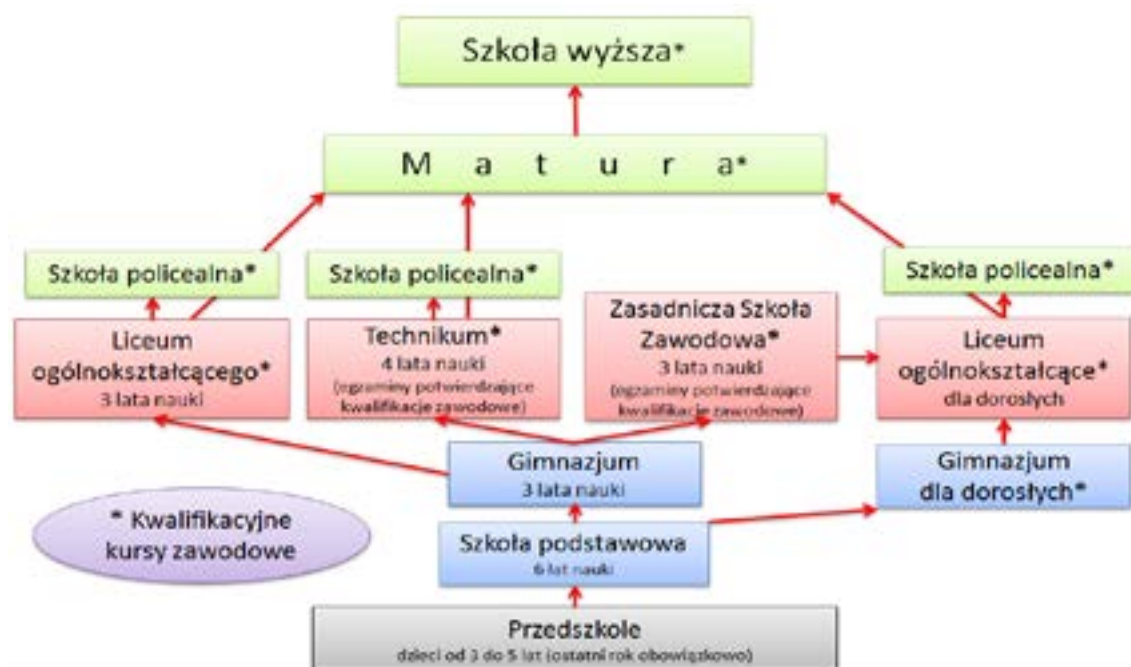 Szkoła wyższa*
M a t u r a*
Szkoła policealna*
Szkoła policealna*
Szkoła policealna*
Liceum
ogólnokształcącego*
3 lata nauki
Technikum*
4 lata nauki
(egzaminy potwierdzające
kwalifikacje zawodowe)
Zasadnicza Szkoła
Zawodowa*
3 lata nauki
(egzaminy potwierdzające
kwalifikacje zawodowe)
Liceum
ogólnokształcące*
dla dorosłych
Gimnazjum
3 lata nauki
Gimnazjum
dla dorosłych*
* Kwalifikacyjne
kursy zawodowe
Szkoła podstawowa
6 lat nauki
Przedszkole
dzieci od 3 do 5 lat (ostatni rok obowiązkowo)